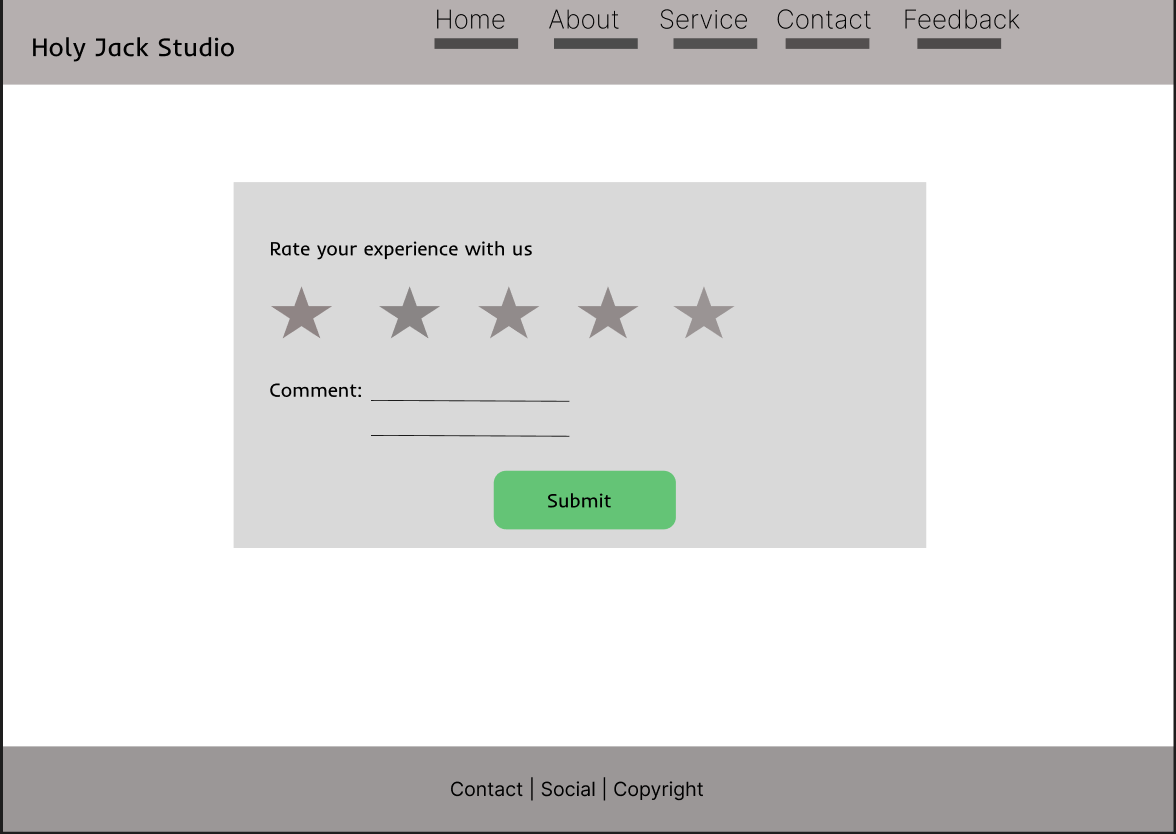 Home About Service Contact Feedback
Holy Jack Studio
Rate your experience with us
Comment:
Submit
Contact | Social | Copyright